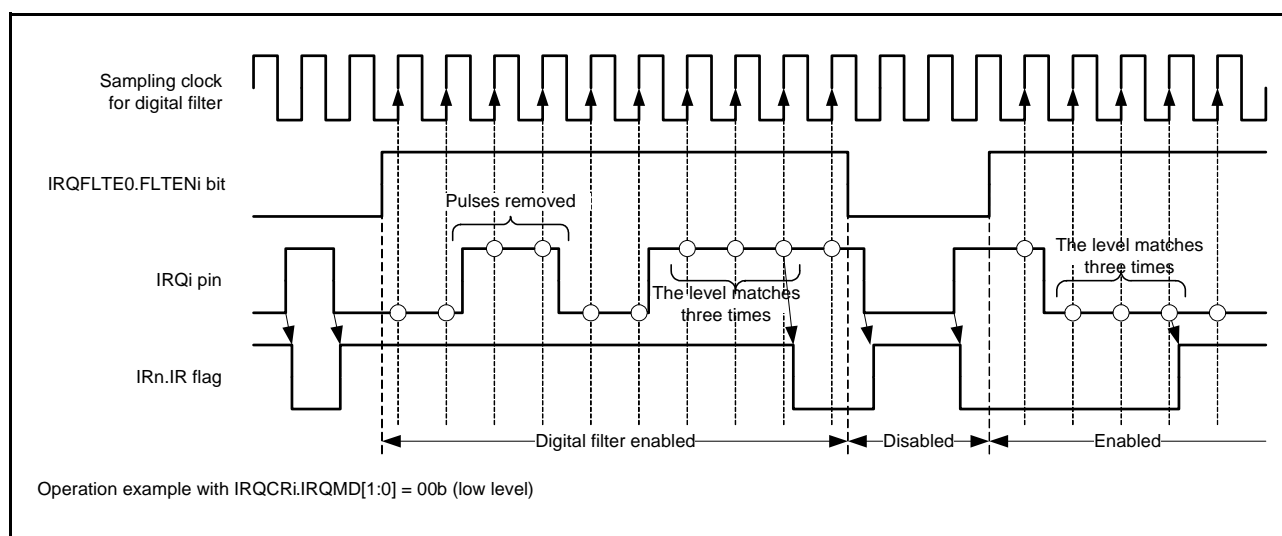 Sampling clock
for digital filter
IRQFLTE0.FLTENi bit
Pulses removed
IRQi pin
The level matches
three times
The level matches
three times
IRn.IR flag
Digital filter enabled
Disabled
Enabled
Operation example with IRQCRi.IRQMD[1:0] = 00b (low level)